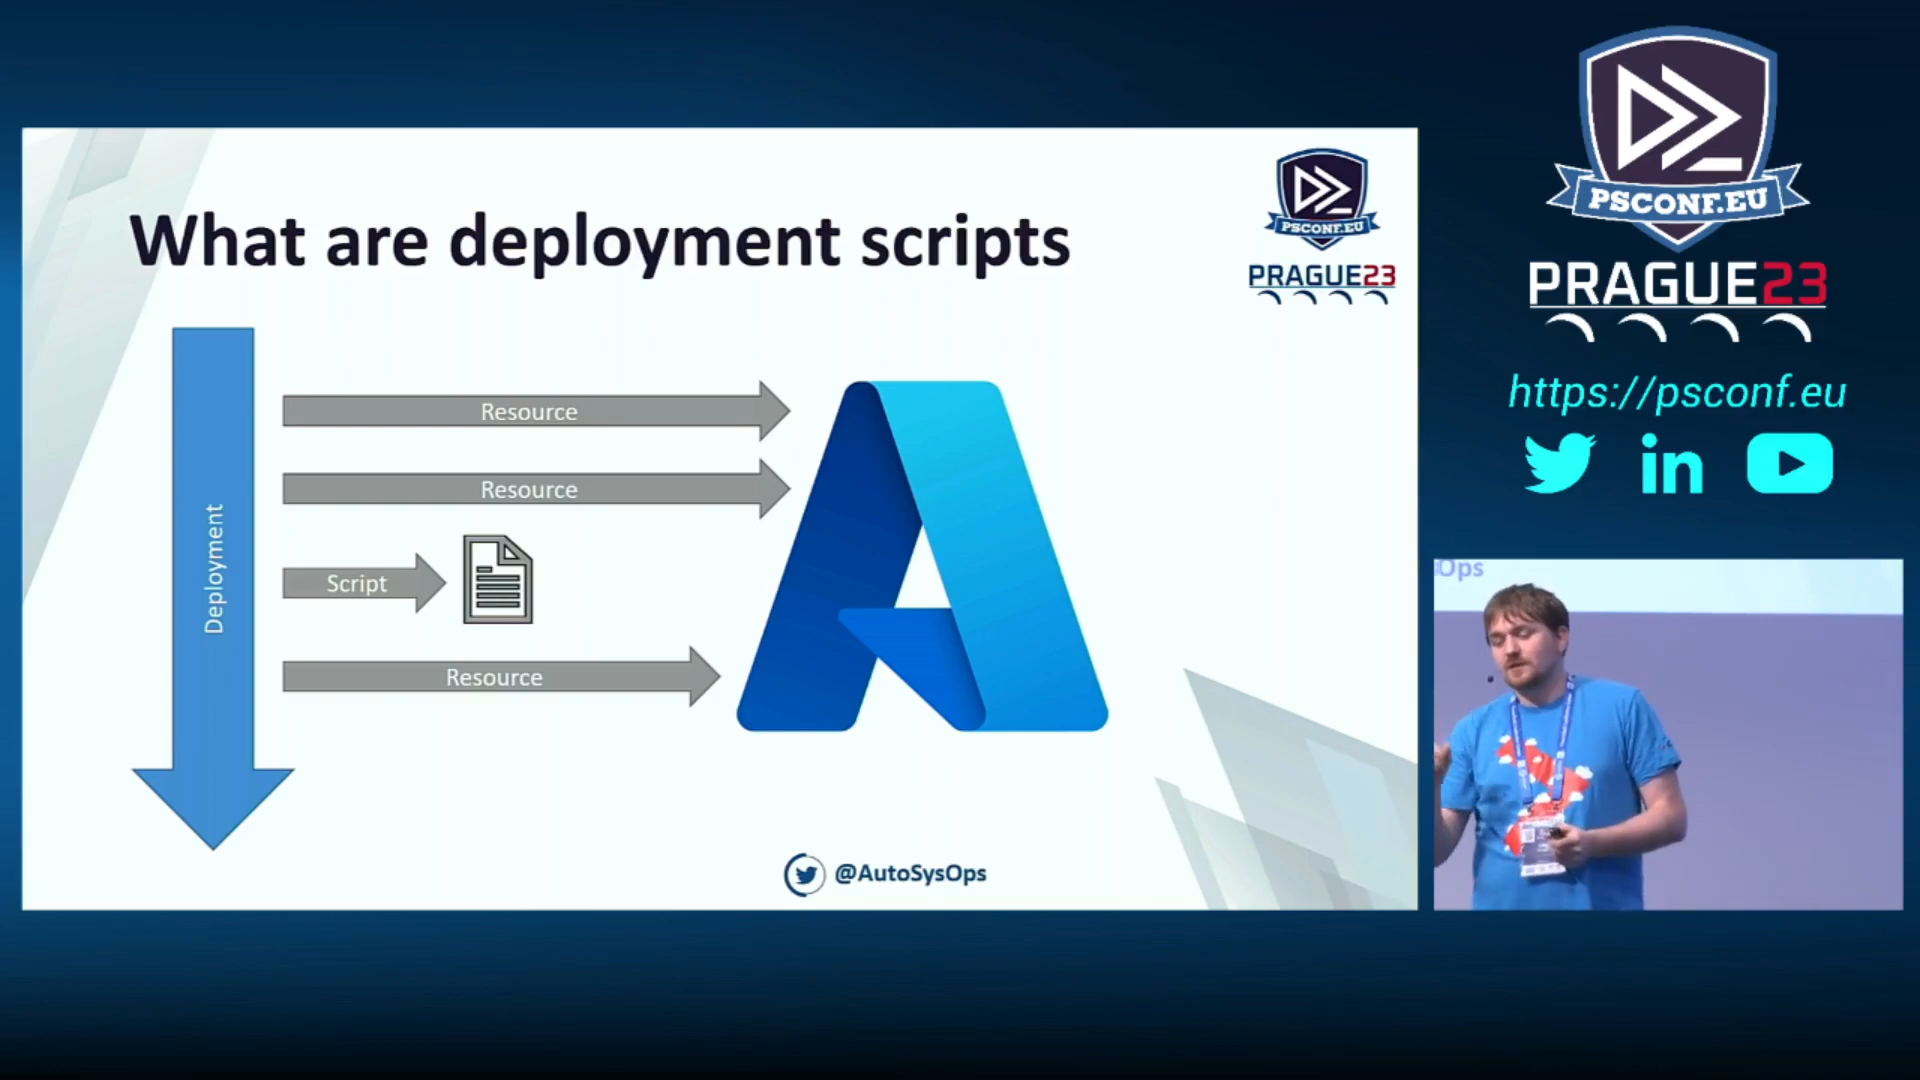 What are deployment scripts
PSCONF.EU
PRAGUE23
Deployment
Resource
Resource
Script
Resource
@AutoSysOps
PSCONF.EU
PRAGUE23
https://psconf.eu
in
Ops